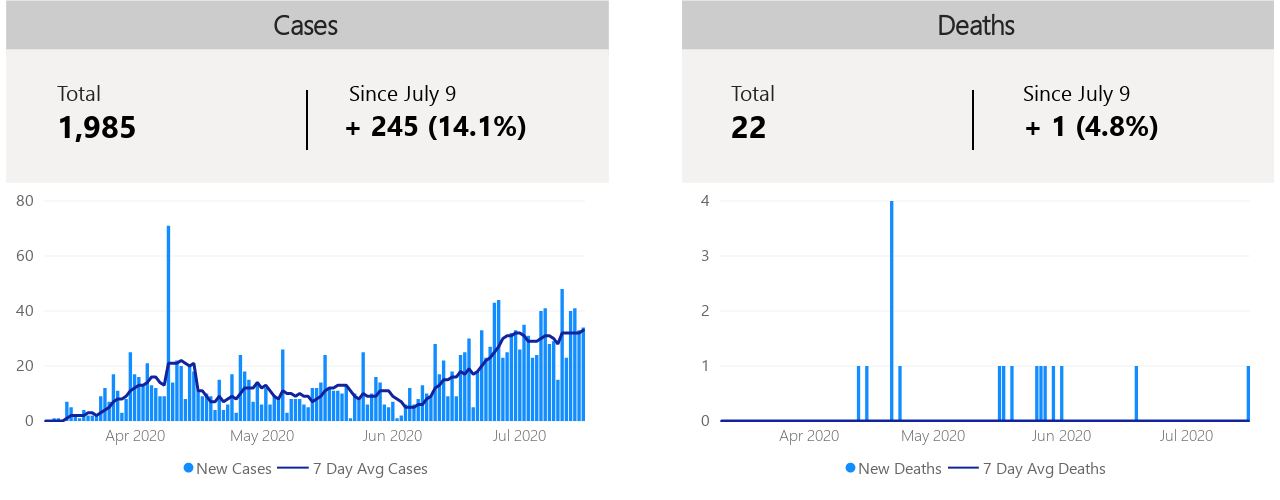 Cases
Total
1,985
Since July 9
+ 245 (14.1%)
80
60
40
20
0
Apr 2020 May 2020 Jun 2020 Jul 2020
New Cases 7 Day Avg Cases
Deaths
Total
22
Since July 9
+ 1 (4.8%)
4
3
2
1
0
Apr 2020 May 2020 Jun 2020 Jul 2020
New Deaths 7 Day Avg Deaths